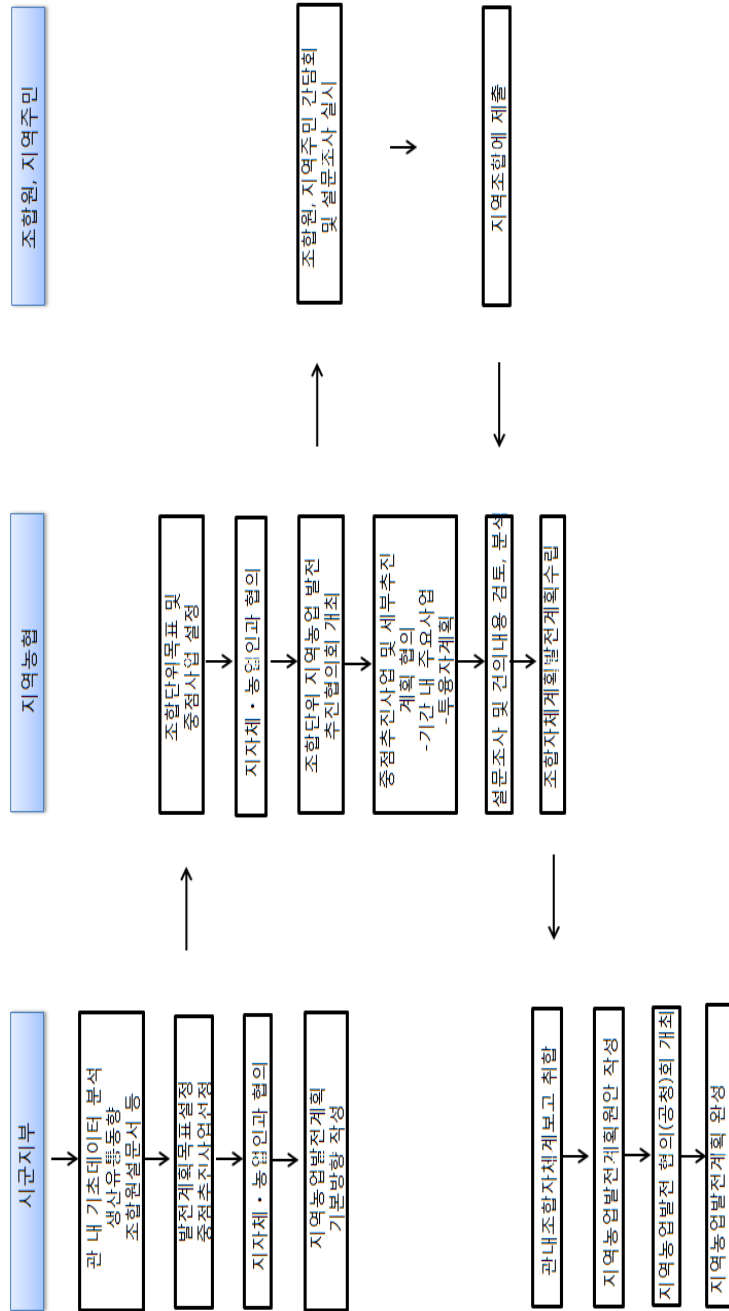 시군지부
관 내 기초데이터 분석
생산유통동향
조합원설문서 등
발전계획목표설정
중점추진사업선정
지자체·농업인과 협의
지역농업발전계획
기본방향 작성
관내조합자체계보고 취합
지역농업발전계획원안 작성
지역농업발전 협의(공청)회 개최
지역농업발전계획 완성
지역농협
조합단위목표 및
중점사업 설정
지자체·농업인과 협의
조합단위 지역농업 발전
추진협의회 개최
중점추진사업 및 세부추진
계획 협의
-기간 내 주요사업
-투융자계획
설문조사 및 건의내용 검토, 분석
조합자체계획발전계획수립
조합원, 지역주민
조합원, 지역주민 간담회
및 설문조사 실시
지역조합에 제출